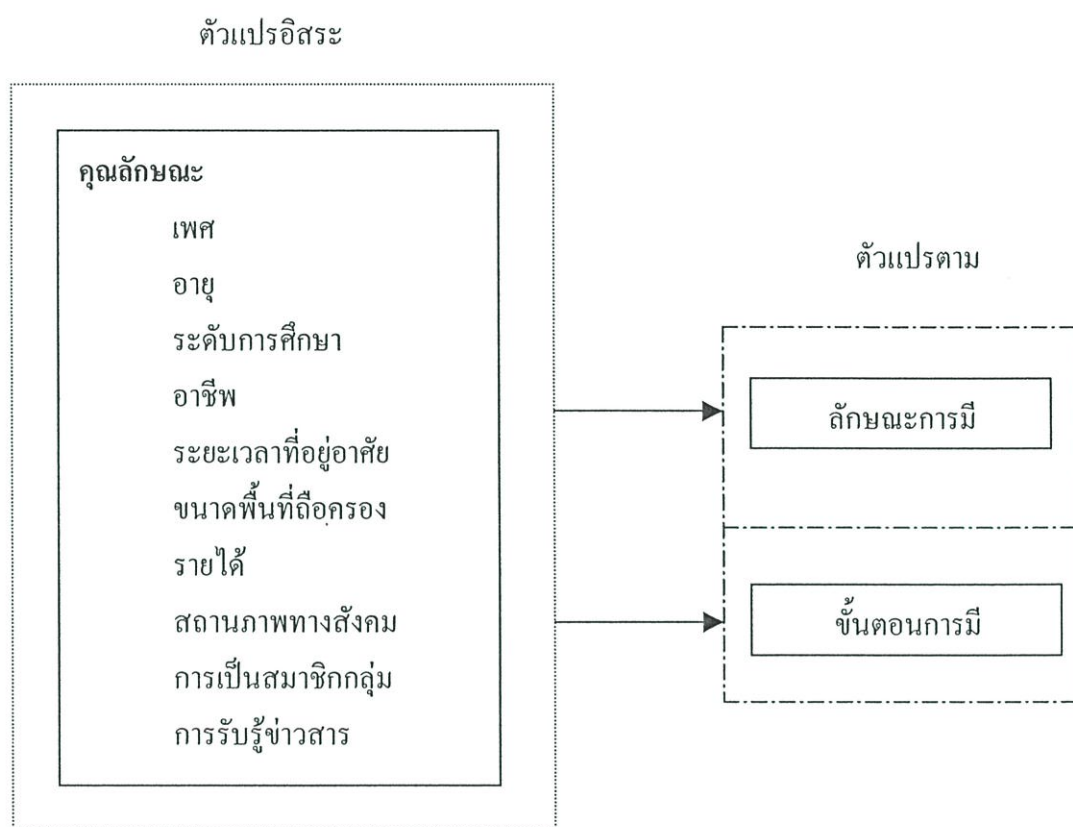 ตัวแปรอิสระ
คุณลักษณะ
เพศ
อายุ
ระดับการศึกษา
อาชีพ
ระยะเวลาที่อยู่อาศัย
ขนาดพื้นที่ถือครอง
รายได้
สถานภาพทางสังคม
การเป็นสมาชิกกลุ่ม
การรับรู้ข่าวสาร
ตัวแปรตาม
ลักษณะการมี
ขั้นตอนการมี